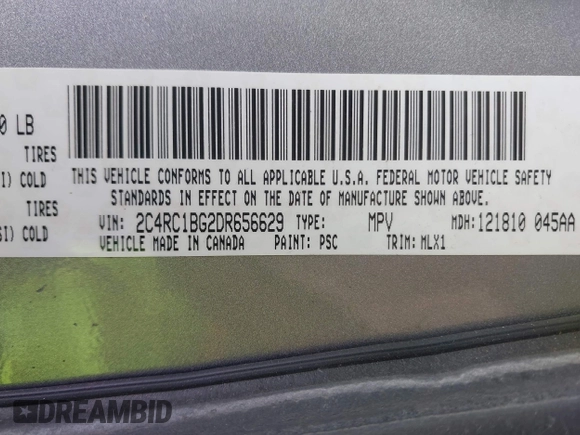 0 LB
TIRES
THIS VEHICLE CONFORMS TO ALL APPLICABLE U.S.A. FEDERAL MOTOR VEHICLE SAFETY
I) COLD
STANDARDS IN EFFECT ON THE DATE OF MANUFACTURE SHOWN ABOVE.
TIRES
VIN: 2C4RC1BG2DR656629 TYPE: MPV MDH: 121810 045AA
SI) COLD
VEHICLE MADE IN CANADA PAINT: PSC TRIM: MLX1
DREAMBID